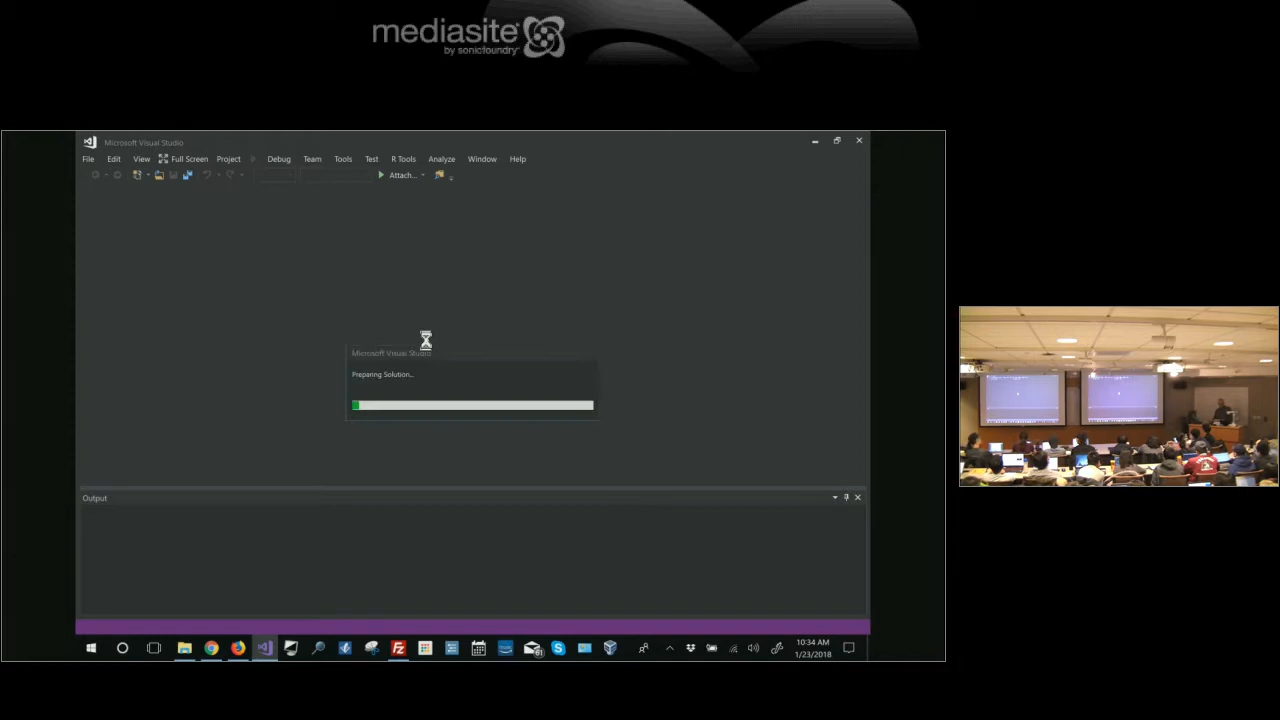 mediasite
by sonicfoundry
Microsoft Visual Studio
File Edit View Full Screen Project Debug Team Tools Test R Tools Analyze Window Help
Attach...
Microsoft Visual Studio
Preparing Solution...
Output
10:34 AM
1/23/2018